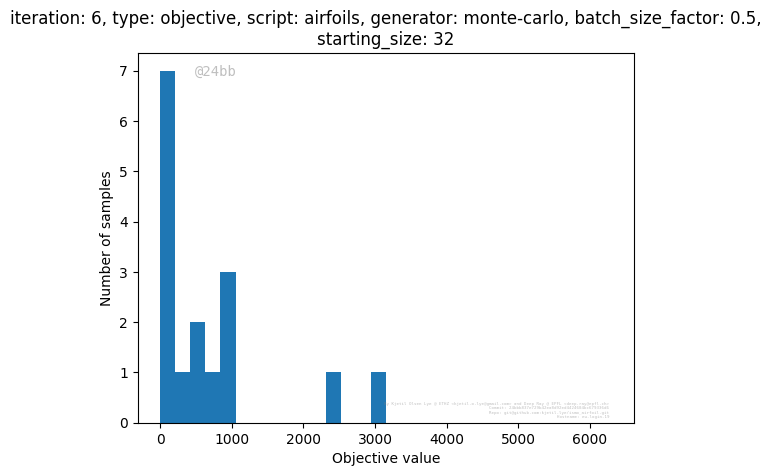 iteration: 6, type: objective, script: airfoils, generator: monte-carlo, batch_size_factor: 0.5,
starting_size: 32
@24bb
7
6
5
4
3
2
1
0
Number of samples
0 1000 2000 3000 4000 5000 6000
Objective value